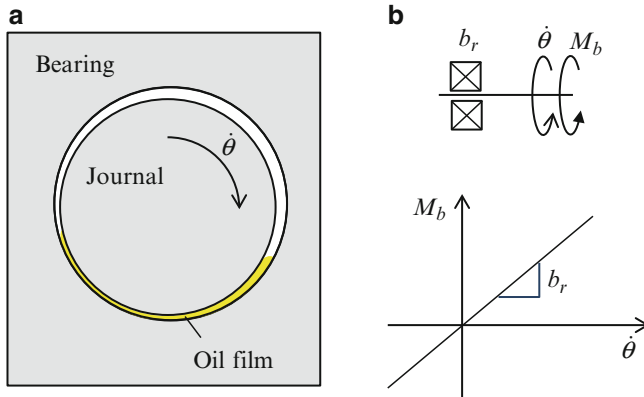 a
Bearing
θ̇
Journal
Oil film
b
b_r
θ̇
M_b
M_b
b_r
θ̇